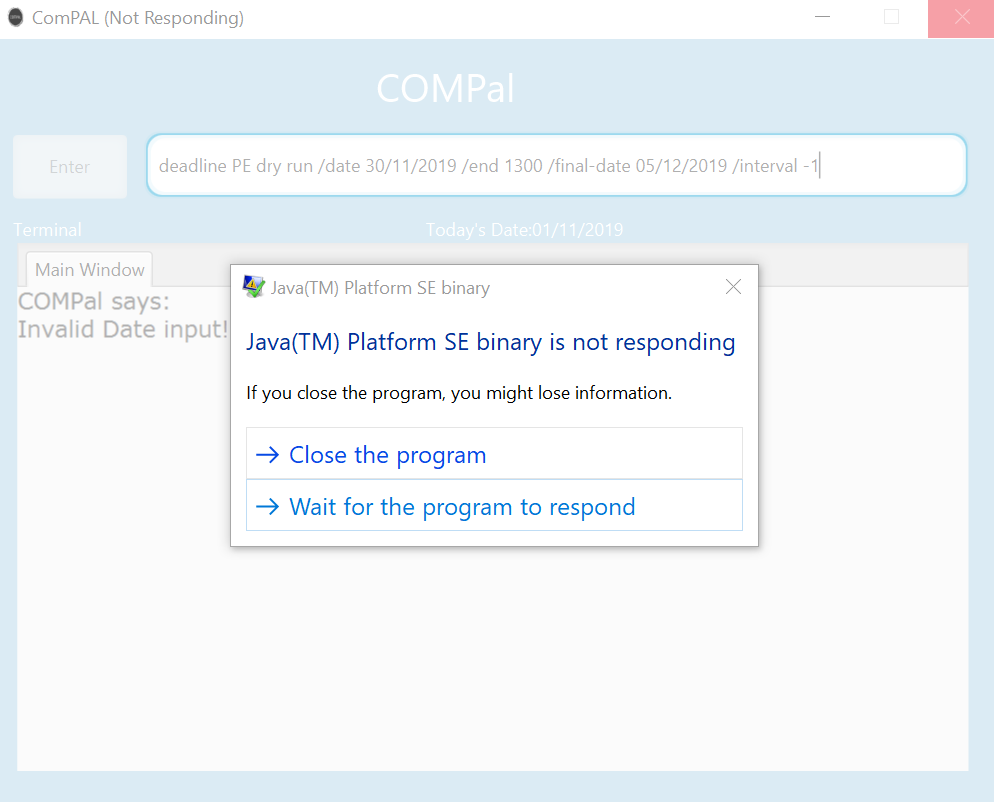 ComPAL (Not Responding)
COMPal
Enter
deadline PE dry run /date 30/11/2019 /end 1300 /final-date 05/12/2019 /interval -1
Terminal
Today's Date:01/11/2019
Main Window
COMPal says:
Invalid Date input!
Java(TM) Platform SE binary
Java(TM) Platform SE binary is not responding
If you close the program, you might lose information.
→ Close the program
→ Wait for the program to respond